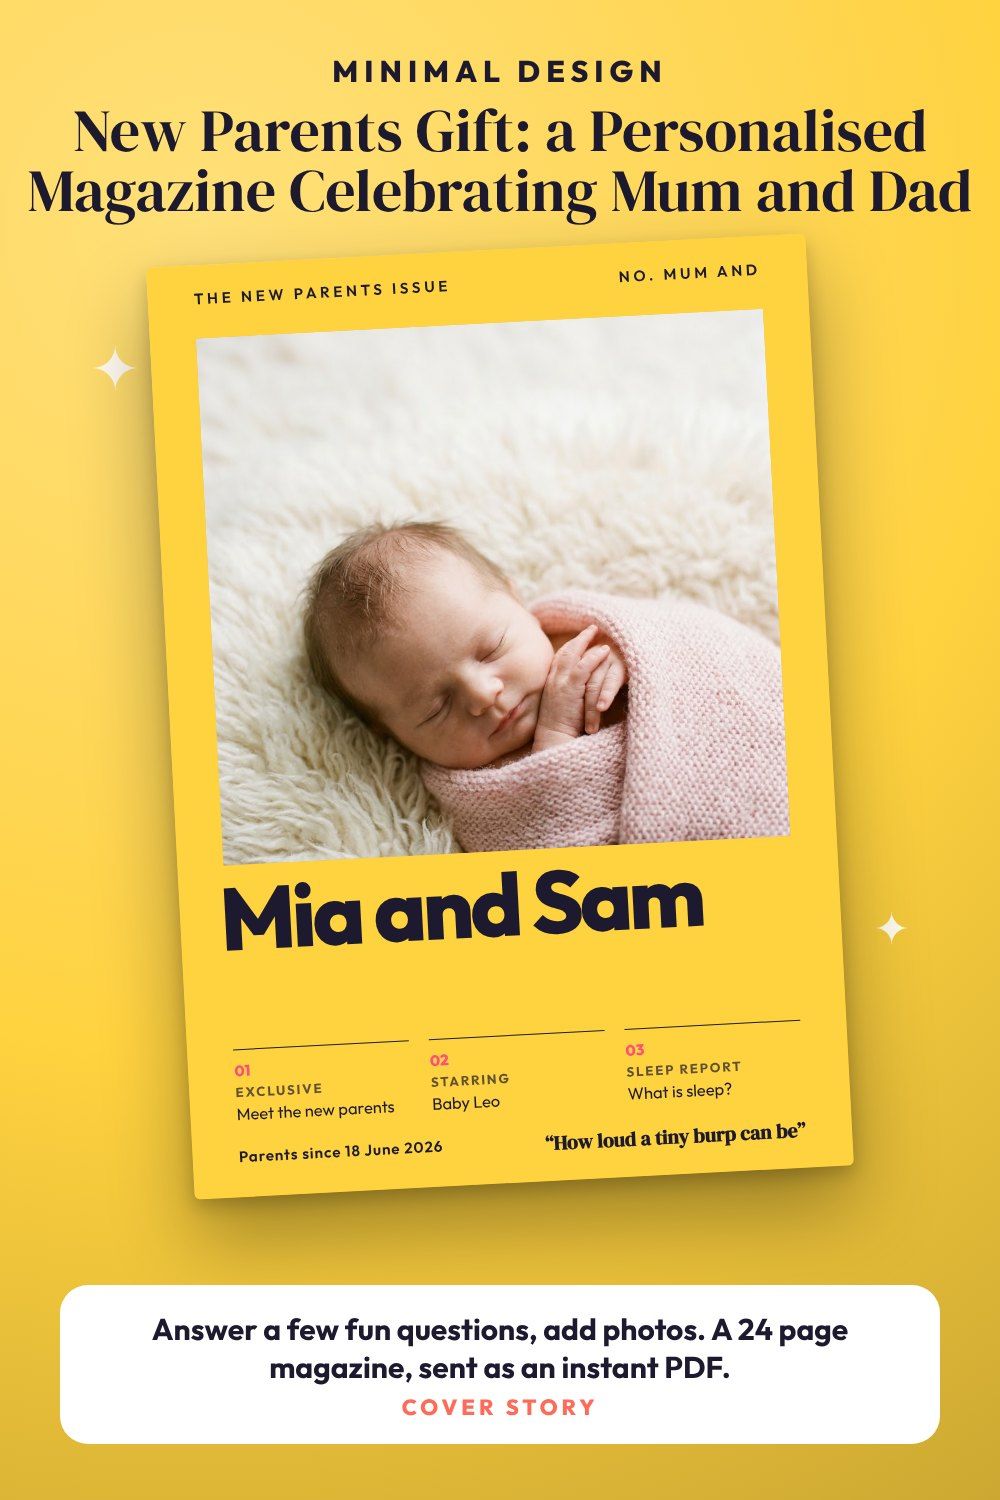 MINIMAL DESIGN
New Parents Gift: a Personalised
Magazine Celebrating Mum and Dad
THE NEW PARENTS ISSUE
NO. MUM AND
Mia and Sam
01
EXCLUSIVE
Meet the new parents
02
STARRING
Baby Leo
03
SLEEP REPORT
What is sleep?
Parents since 18 June 2026
“How loud a tiny burp can be”
Answer a few fun questions, add photos. A 24 page
magazine, sent as an instant PDF.
COVER STORY